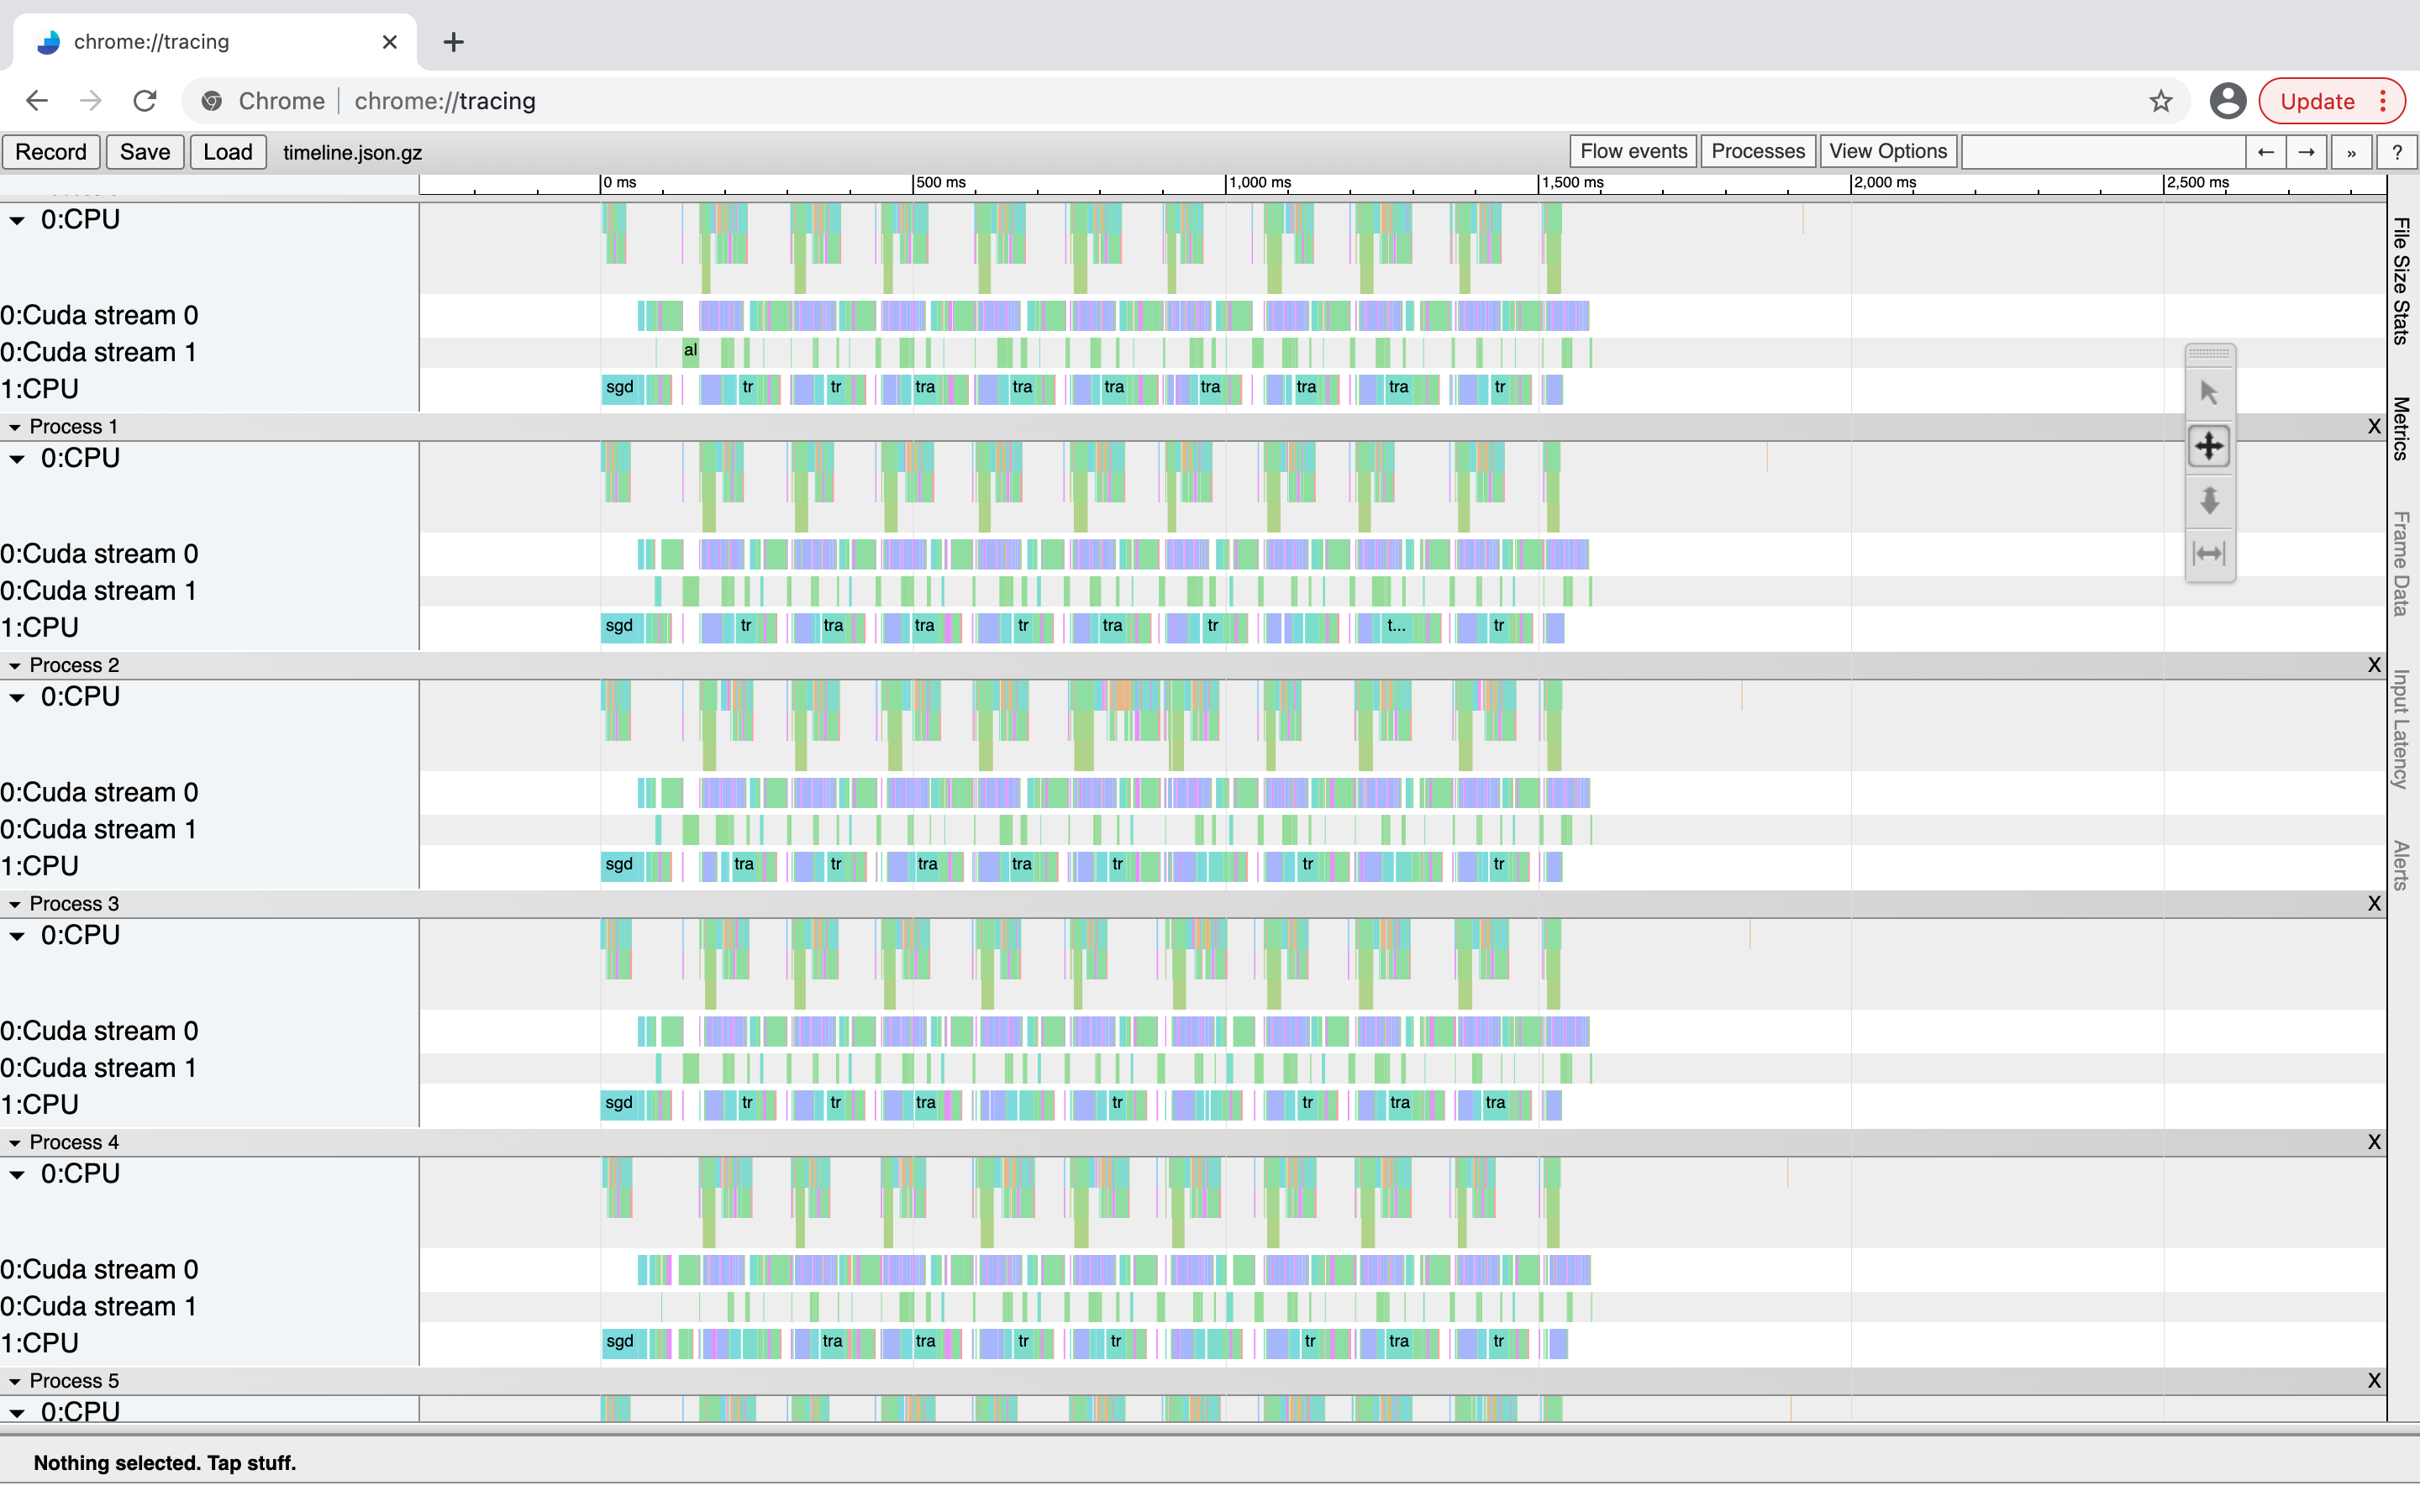 chrome://tracing
Chrome | chrome://tracing
Update
Record Save Load timeline.json.gz Flow events Processes View Options ← → » ?
0 ms 500 ms 1,000 ms 1,500 ms 2,000 ms 2,500 ms
0:CPU
0:Cuda stream 0
0:Cuda stream 1 al
1:CPU sgd tr tr tra tra tra tra tra tra tr
Process 1 X
0:CPU
0:Cuda stream 0
0:Cuda stream 1
1:CPU sgd tr tra tra tr tra tr t... tr
Process 2 X
0:CPU
0:Cuda stream 0
0:Cuda stream 1
1:CPU sgd tra tr tra tra tr tr tr
Process 3 X
0:CPU
0:Cuda stream 0
0:Cuda stream 1
1:CPU sgd tr tr tra tr tr tra tra
Process 4 X
0:CPU
0:Cuda stream 0
0:Cuda stream 1
1:CPU sgd tra tra tr tr tr tra tr
Process 5 X
0:CPU
File Size Stats
Metrics
Frame Data
Input Latency
Alerts
Nothing selected. Tap stuff.